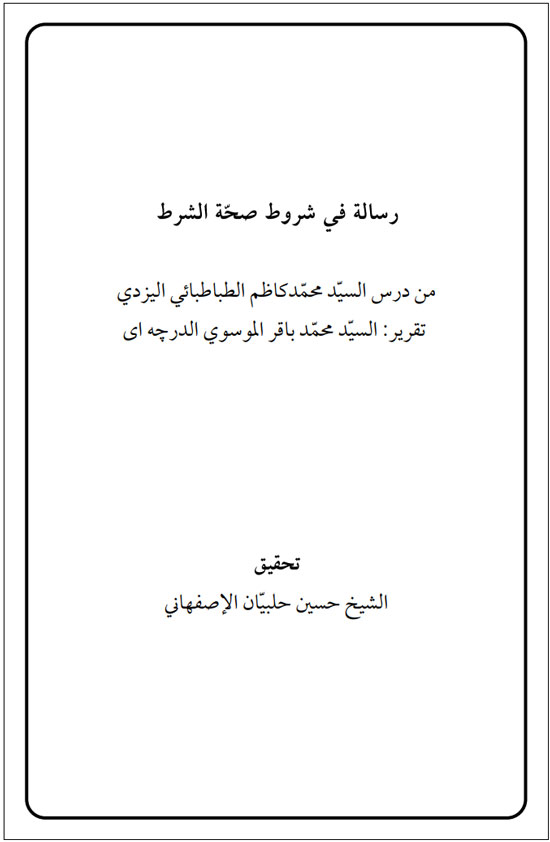 رسالة في شروط صحّة الشرط
من درس السيّد محمّدكاظم الطباطبائي اليزدي
تقرير: السيّد محمّد باقر الموسوي الدرچه ای
تحقيق
الشيخ حسين حلبيّان الإصفهاني